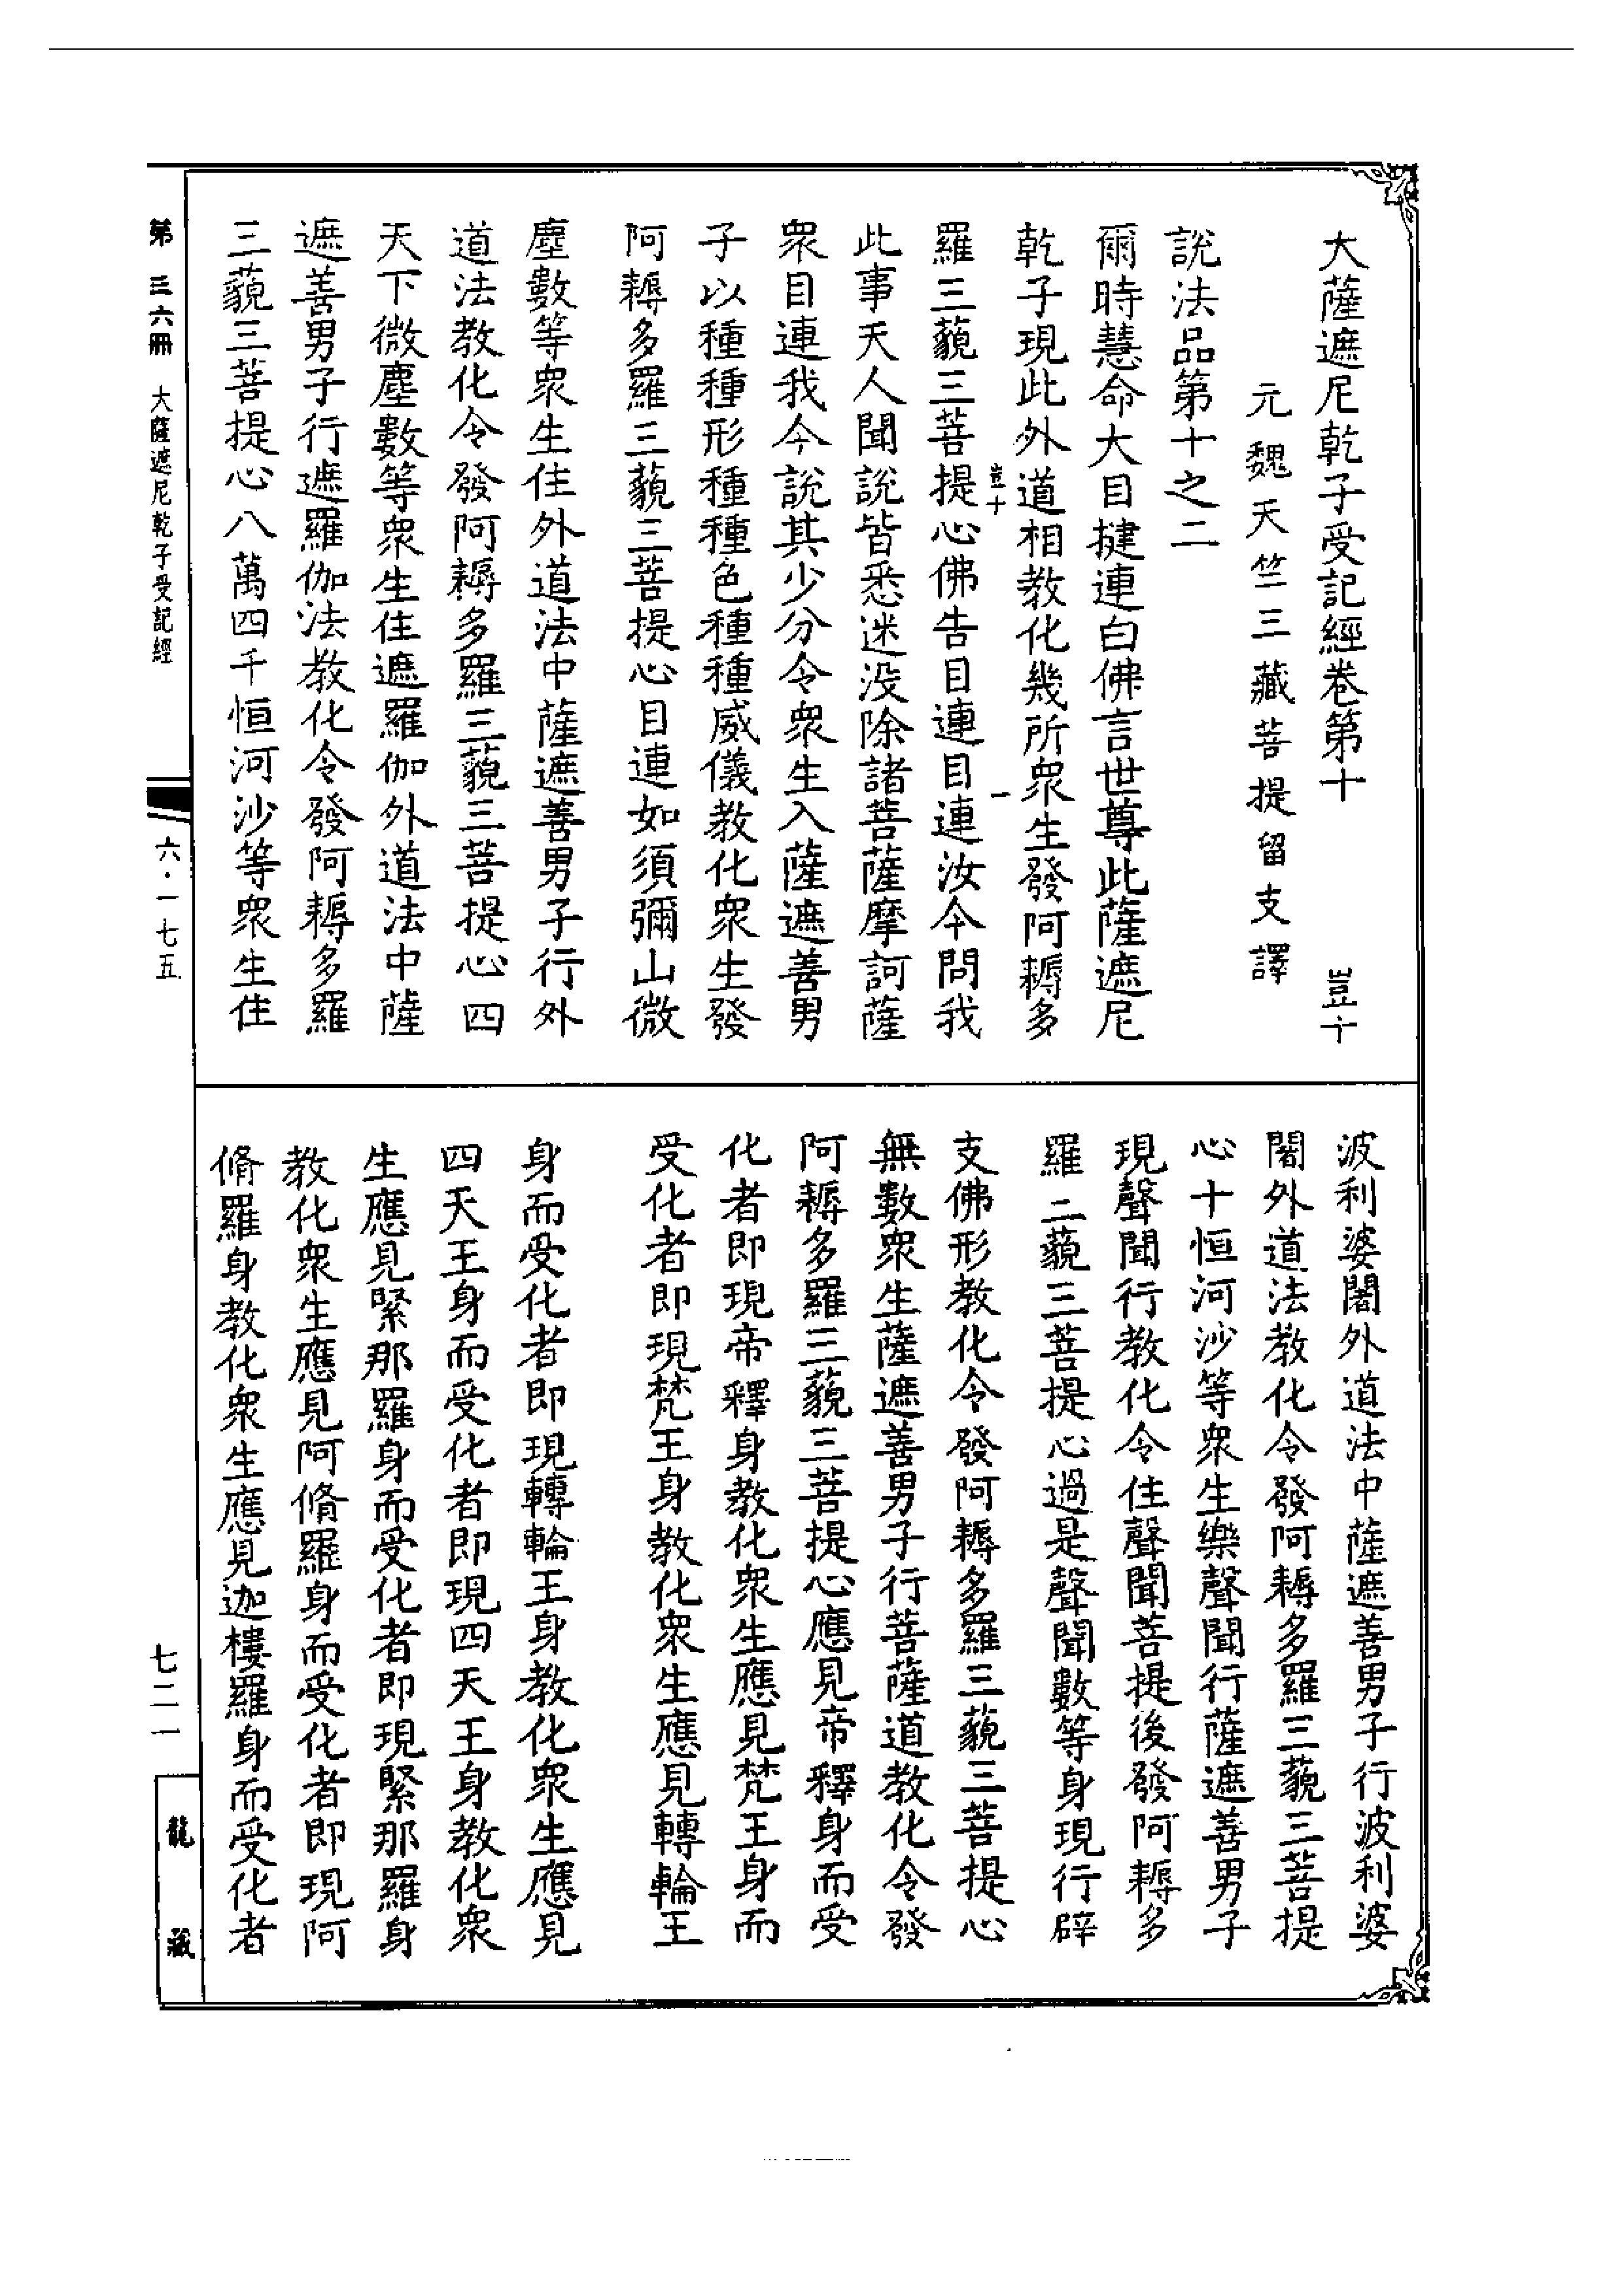 大薩遮尼乾子受記經卷第十　豈十
元魏天竺三藏菩提留支譯
說法品第十之二
爾時慧命大目揵連白佛言世尊此薩遮尼
乾子現此外道相教化幾所眾生發阿耨多
豈十　一
羅三藐三菩提心佛告目連目連汝今問我
此事天人聞說皆悉迷没除諸菩薩摩訶薩
眾目連我今說其少分令眾生入薩遮善男
子以種種形種種色種種威儀教化眾生發
阿耨多羅三藐三菩提心目連如須彌山微
塵數等眾生住外道法中薩遮善男子行外
道法教化令發阿耨多羅三藐三菩提心四
天下微塵數等眾生住遮羅伽外道法中薩
遮善男子行遮羅伽法教化令發阿耨多羅
三藐三菩提心八萬四千恒河沙等眾生住
波利婆闍外道法中薩遮善男子行波利婆
闍外道法教化令發阿耨多羅三藐三菩提
心十恒河沙等眾生樂聲聞行薩遮善男子
現聲聞行教化令住聲聞菩提後發阿耨多
羅三藐三菩提心過是聲聞數等身現行辟
支佛形教化令發阿耨多羅三藐三菩提心
無數眾生薩遮善男子行菩薩道教化令發
阿耨多羅三藐三菩提心應見帝釋身而受
化者即現帝釋身教化眾生應見梵王身而
受化者即現梵王身教化眾生應見轉輪王
身而受化者即現轉輪王身教化眾生應見
四天王身而受化者即現四天王身教化眾
生應見緊那羅身而受化者即現緊那羅身
教化眾生應見阿脩羅身而受化者即現阿
脩羅身教化眾生應見迦樓羅身而受化者
第三六冊　大薩遮尼乾子受記經
六·一七五
七二一
龍藏